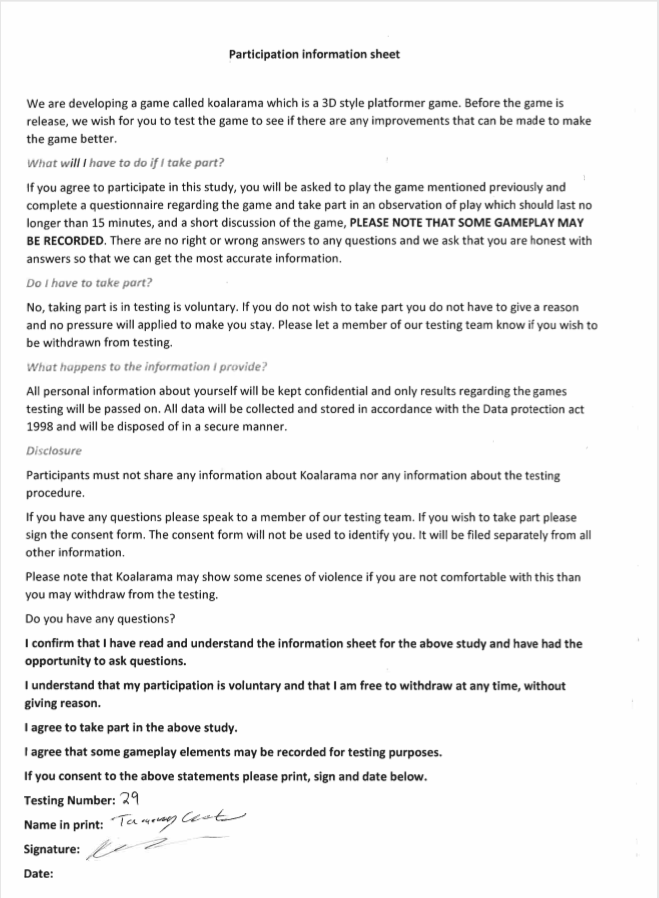 Participation information sheet
We are developing a game called koalarama which is a 3D style platformer game. Before the game is
release, we wish for you to test the game to see if there are any improvements that can be made to make
the game better.
What will I have to do if I take part?
If you agree to participate in this study, you will be asked to play the game mentioned previously and
complete a questionnaire regarding the game and take part in an observation of play which should last no
longer than 15 minutes, and a short discussion of the game, PLEASE NOTE THAT SOME GAMEPLAY MAY
BE RECORDED. There are no right or wrong answers to any questions and we ask that you are honest with
answers so that we can get the most accurate information.
Do I have to take part?
No, taking part is in testing is voluntary. If you do not wish to take part you do not have to give a reason
and no pressure will applied to make you stay. Please let a member of our testing team know if you wish to
be withdrawn from testing.
What happens to the information I provide?
All personal information about yourself will be kept confidential and only results regarding the games
testing will be passed on. All data will be collected and stored in accordance with the Data protection act
1998 and will be disposed of in a secure manner.
Disclosure
Participants must not share any information about Koalarama nor any information about the testing
procedure.
If you have any questions please speak to a member of our testing team. If you wish to take part please
sign the consent form. The consent form will not be used to identify you. It will be filed separately from all
other information.
Please note that Koalarama may show some scenes of violence if you are not comfortable with this than
you may withdraw from the testing.
Do you have any questions?
I confirm that I have read and understand the information sheet for the above study and have had the
opportunity to ask questions.
I understand that my participation is voluntary and that I am free to withdraw at any time, without
giving reason.
I agree to take part in the above study.
I agree that some gameplay elements may be recorded for testing purposes.
If you consent to the above statements please print, sign and date below.
Testing Number: 29
Name in print:
Signature:
Date: